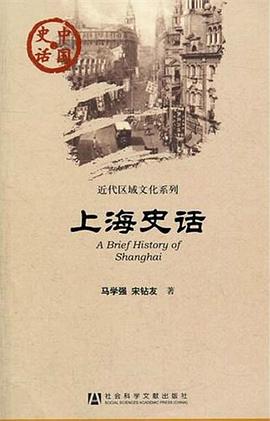 中国
史话
近代区域文化系列
上海史话
A Brief History of
Shanghai
马学强 宋钻友 著
社会科学文献出版社
SOCIAL SCIENCES ACADEMIC PRESS (CHINA)